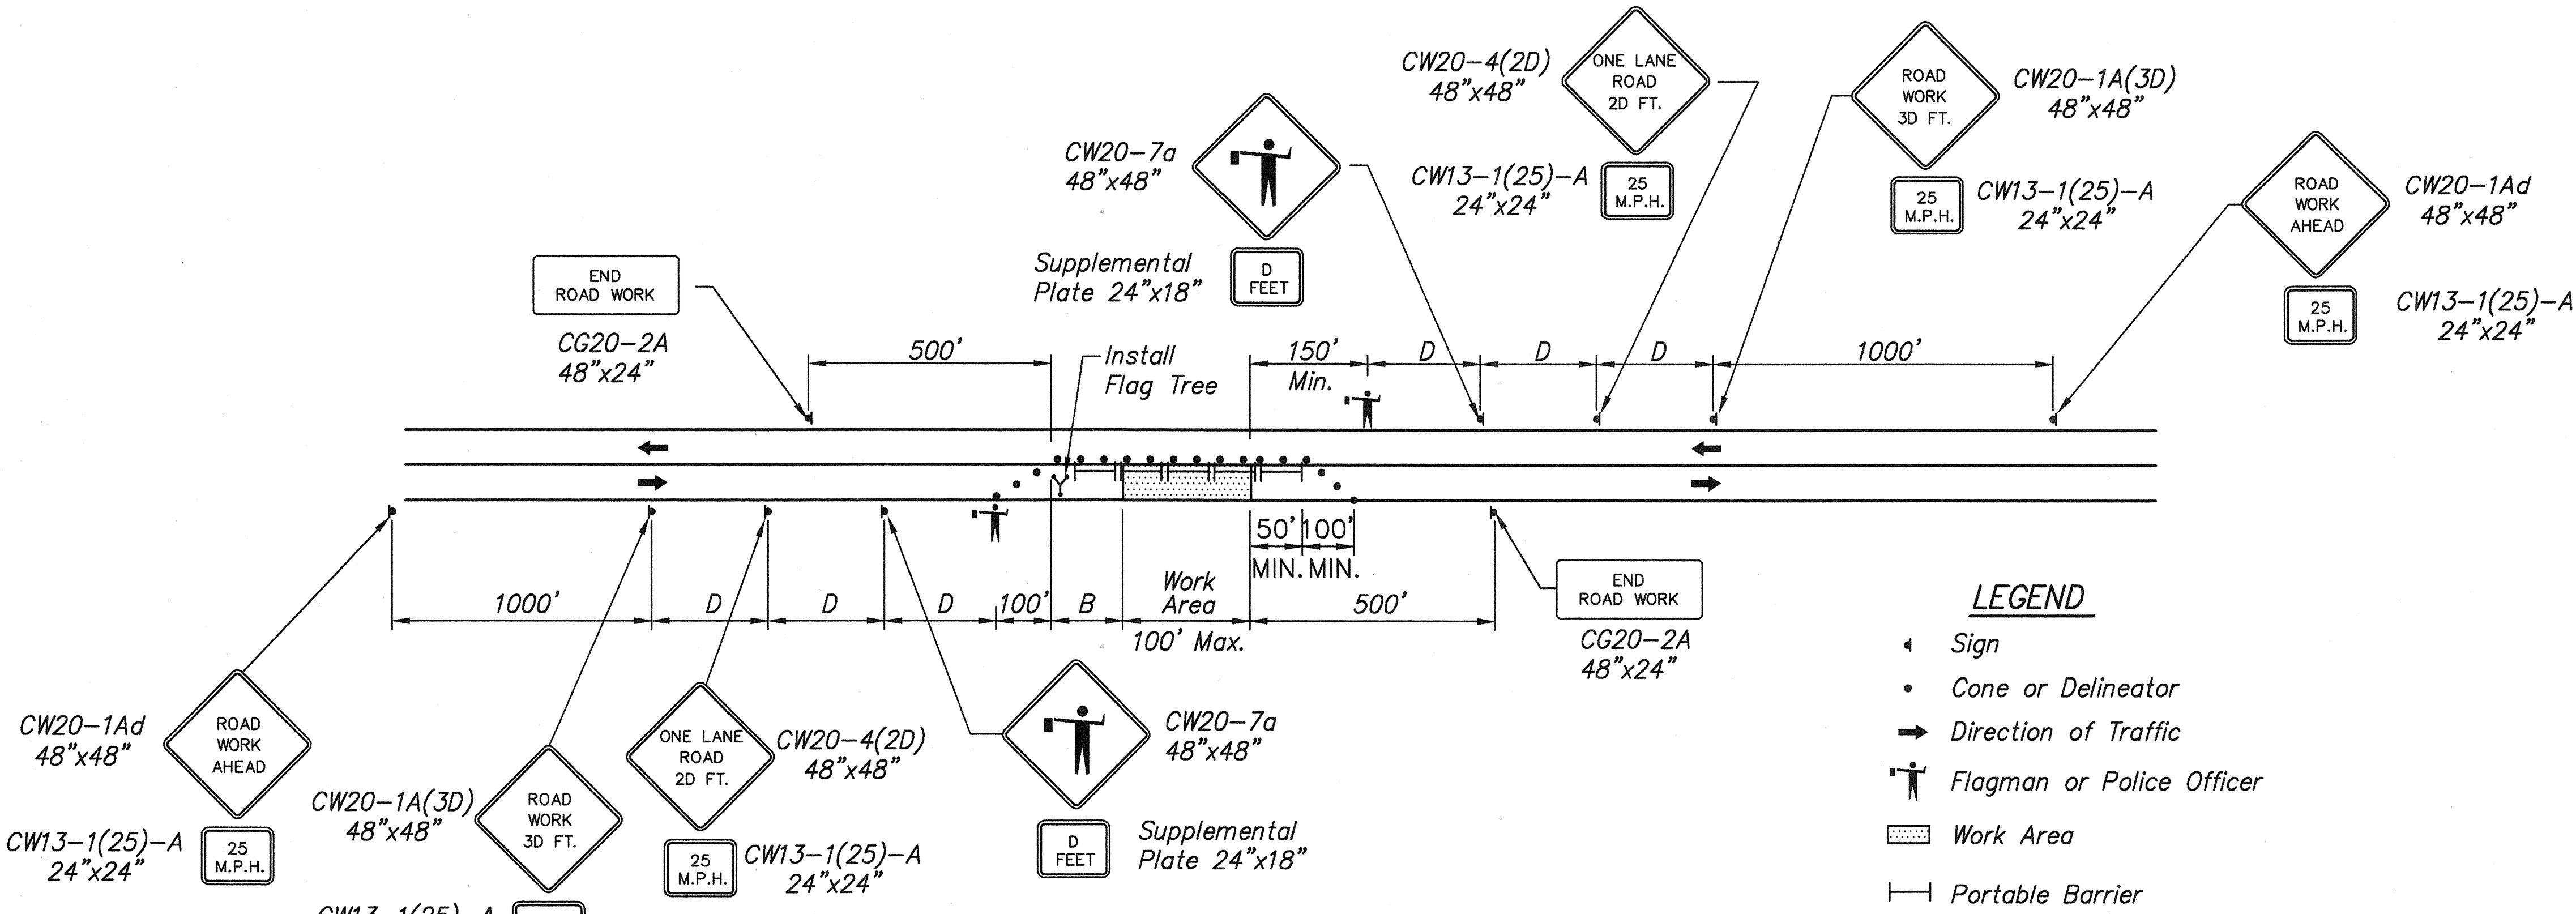 CW20-4(2D)
48"x48"
ONE LANE
ROAD
2D FT.
CW13-1(25)-A
24"x24"
25
M.P.H.
ROAD
WORK
3D FT.
CW20-1A(3D)
48"x48"
25
M.P.H.
CW13-1(25)-A
24"x24"
ROAD
WORK
AHEAD
CW20-1Ad
48"x48"
25
M.P.H.
CW13-1(25)-A
24"x24"
CW20-7a
48"x48"
Supplemental
Plate 24"x18"
D
FEET
END
ROAD WORK
CG20-2A
48"x24"
500'
Install
Flag Tree
150'
Min.
D
D
D
1000'
50'
100'
MIN.
MIN.
1000'
D
D
D
100'
B
Work
Area
100' Max.
500'
END
ROAD WORK
CG20-2A
48"x24"
CW20-1Ad
48"x48"
ROAD
WORK
AHEAD
CW13-1(25)-A
24"x24"
25
M.P.H.
CW20-1A(3D)
48"x48"
ROAD
WORK
3D FT.
CW13-1(25)-A
ONE LANE
ROAD
2D FT.
CW20-4(2D)
48"x48"
25
M.P.H.
CW13-1(25)-A
24"x24"
CW20-7a
48"x48"
D
FEET
Supplemental
Plate 24"x18"
LEGEND
Sign
Cone or Delineator
Direction of Traffic
Flagman or Police Officer
Work Area
Portable Barrier